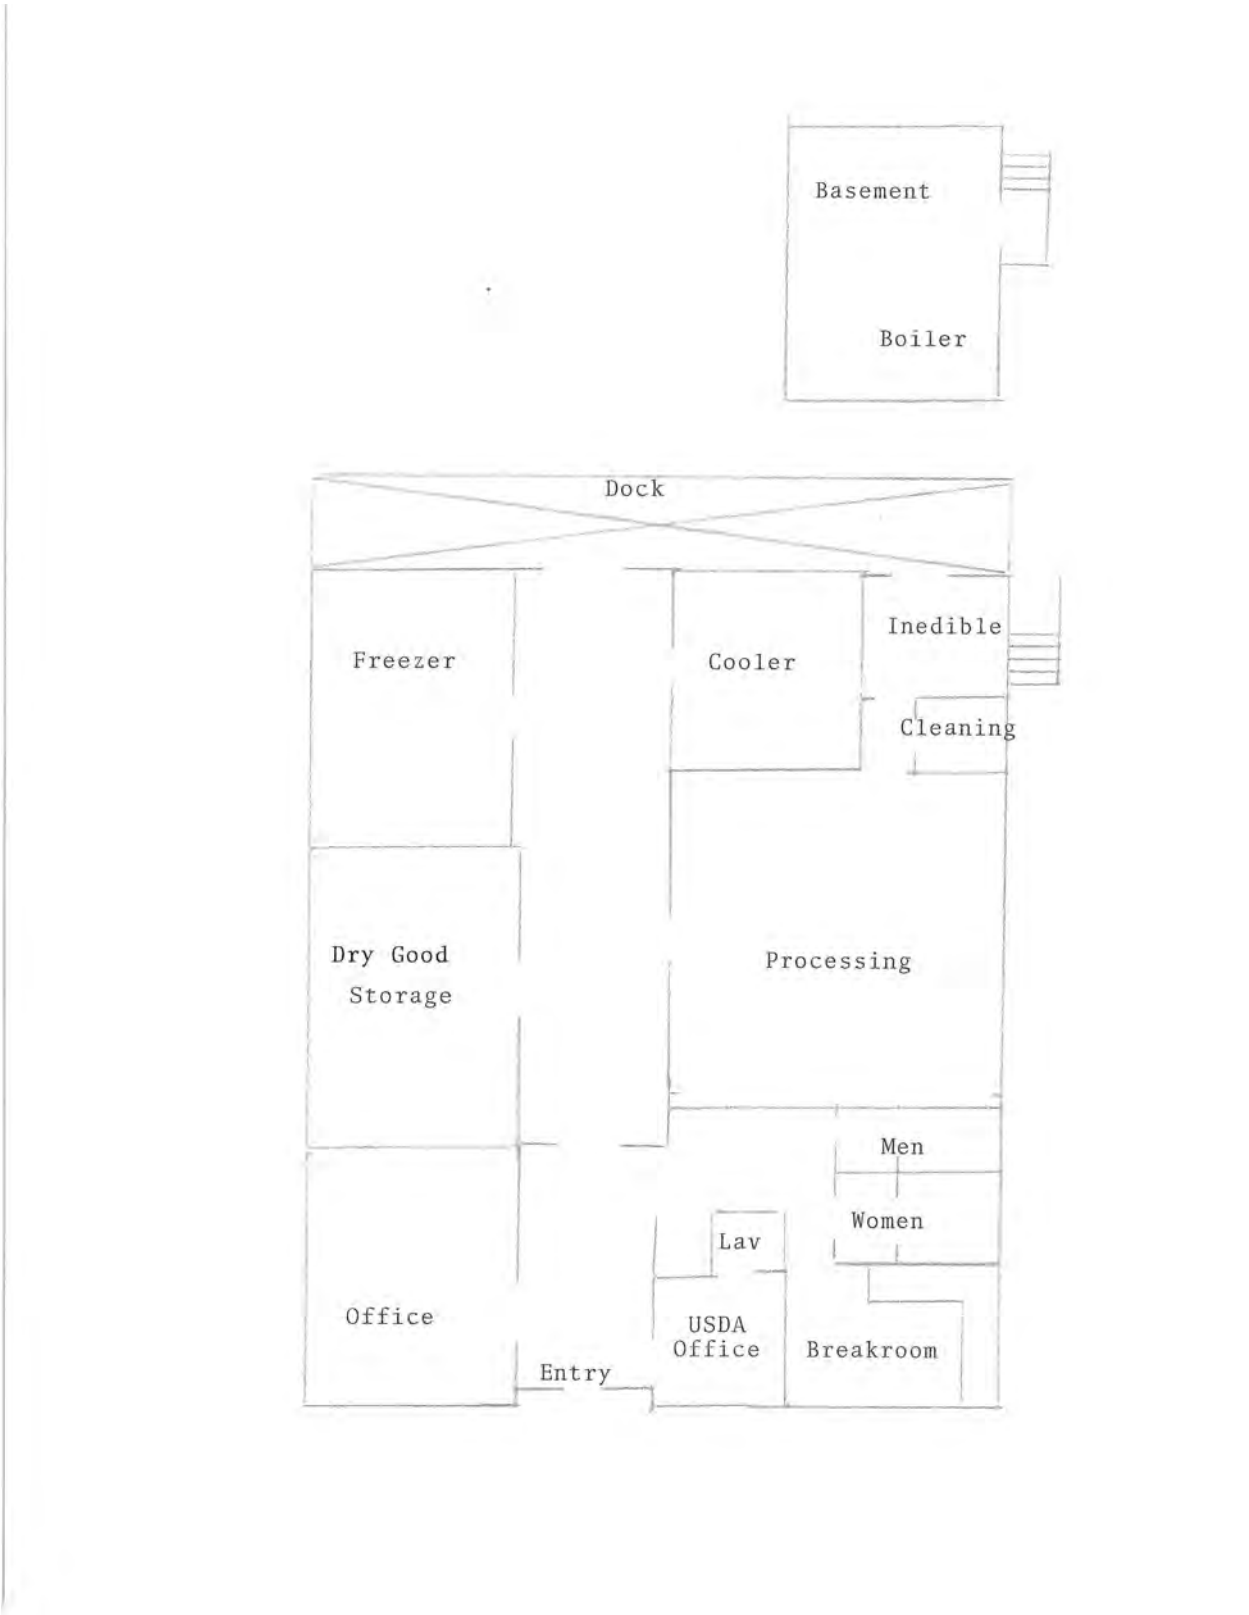 Basement
Boiler
Dock
Inedible
Freezer
Cooler
Cleaning
Dry Good
Storage
Processing
Men
Women
Lav
Office
USDA
Office
Breakroom
Entry